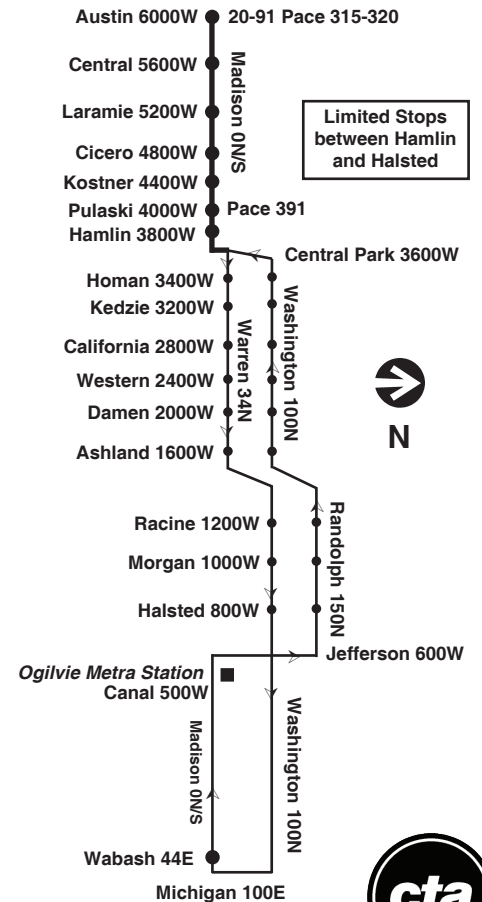 Austin 6000W
20-91 Pace 315-320
Central 5600W
Madison 0N/S
Laramie 5200W
Limited Stops
between Hamlin
and Halsted
Cicero 4800W
Kostner 4400W
Pulaski 4000W
Pace 391
Hamlin 3800W
Central Park 3600W
Homan 3400W
Kedzie 3200W
Warren 34N
Washington 100N
California 2800W
Western 2400W
Damen 2000W
N
Ashland 1600W
Racine 1200W
Randolph 150N
Morgan 1000W
Halsted 800W
Jefferson 600W
Ogilvie Metra Station
Canal 500W
Madison 0N/S
Washington 100N
Wabash 44E
Michigan 100E
cta